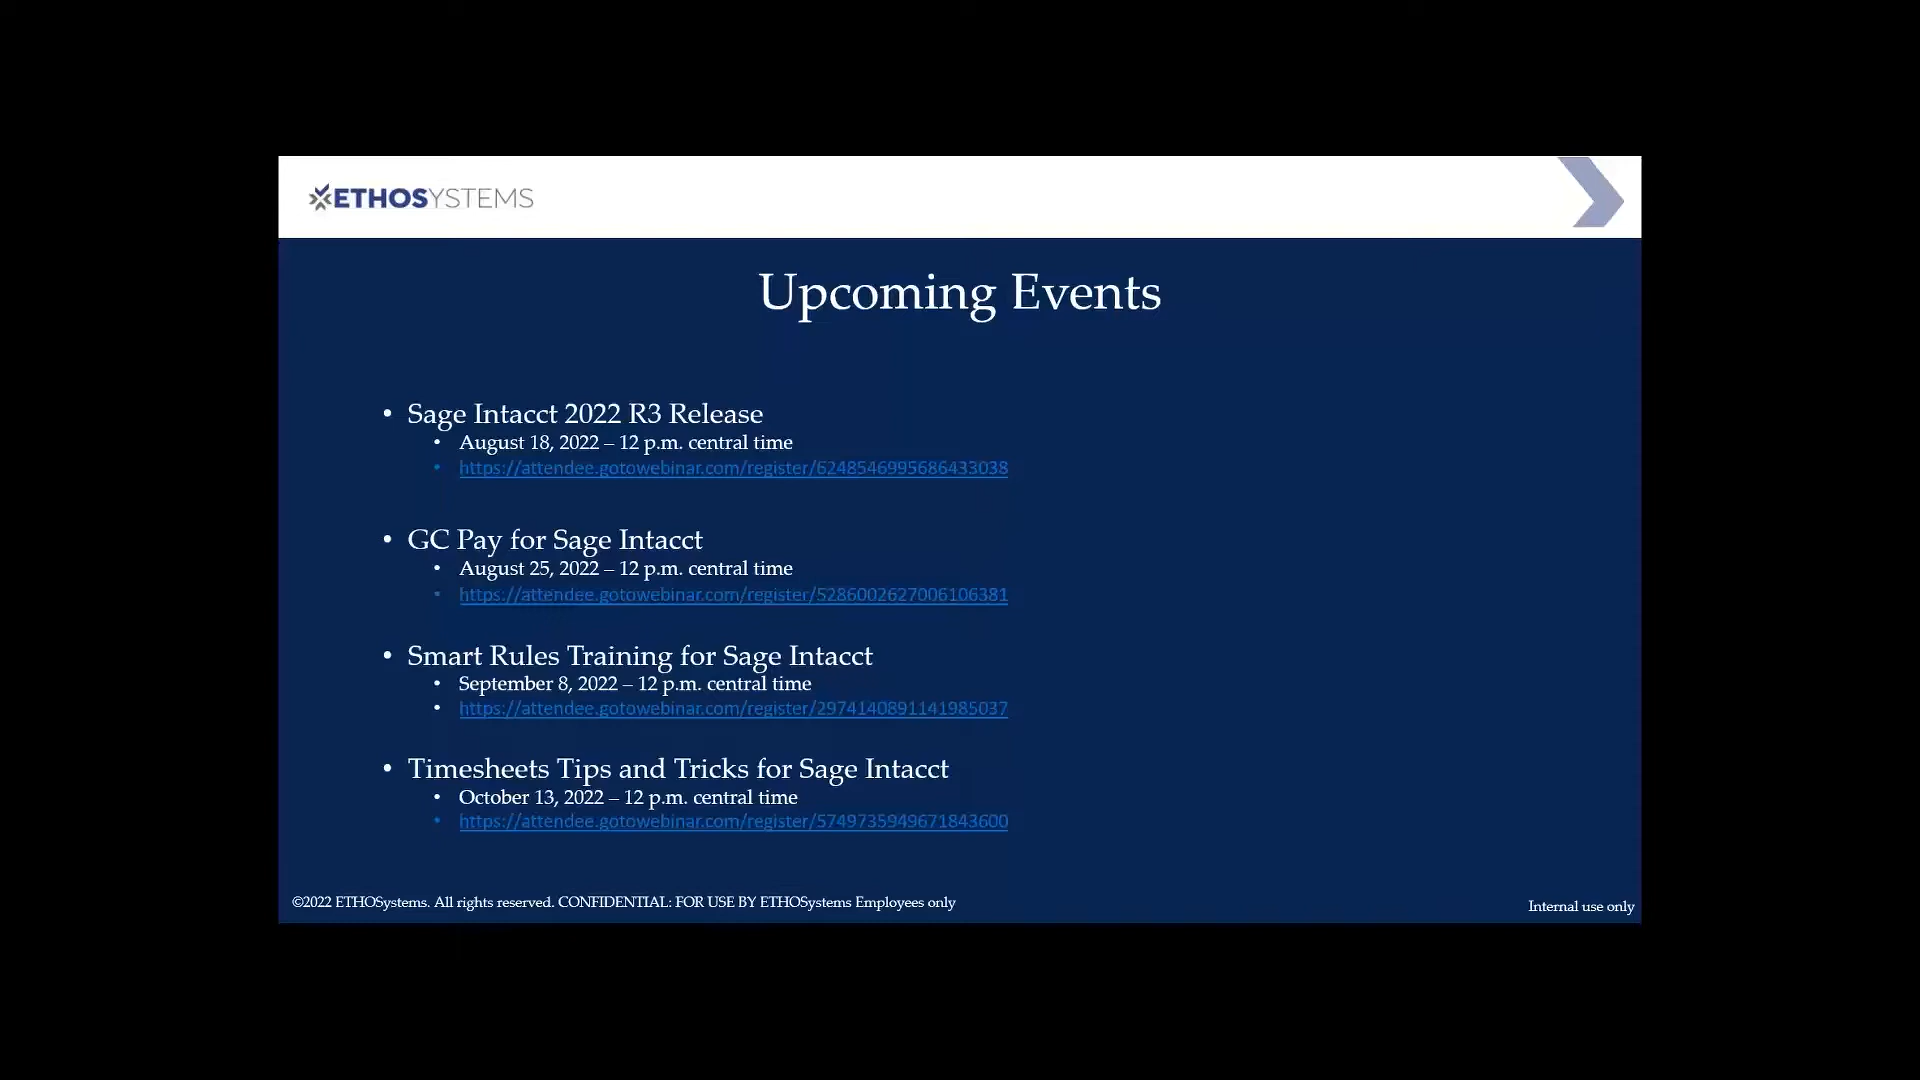 ETHOSYSTEMS
Upcoming Events
• Sage Intacct 2022 R3 Release
• August 18, 2022 – 12 p.m. central time
• https://attendee.gotowebinar.com/register/6248546995686433038
• GC Pay for Sage Intacct
• August 25, 2022 – 12 p.m. central time
• https://attendee.gotowebinar.com/register/5286002627006106381
• Smart Rules Training for Sage Intacct
• September 8, 2022 – 12 p.m. central time
• https://attendee.gotowebinar.com/register/2974140891141985037
• Timesheets Tips and Tricks for Sage Intacct
• October 13, 2022 – 12 p.m. central time
• https://attendee.gotowebinar.com/register/5749735949671843600
©2022 ETHOSystems. All rights reserved. CONFIDENTIAL: FOR USE BY ETHOSystems Employees only
Internal use only